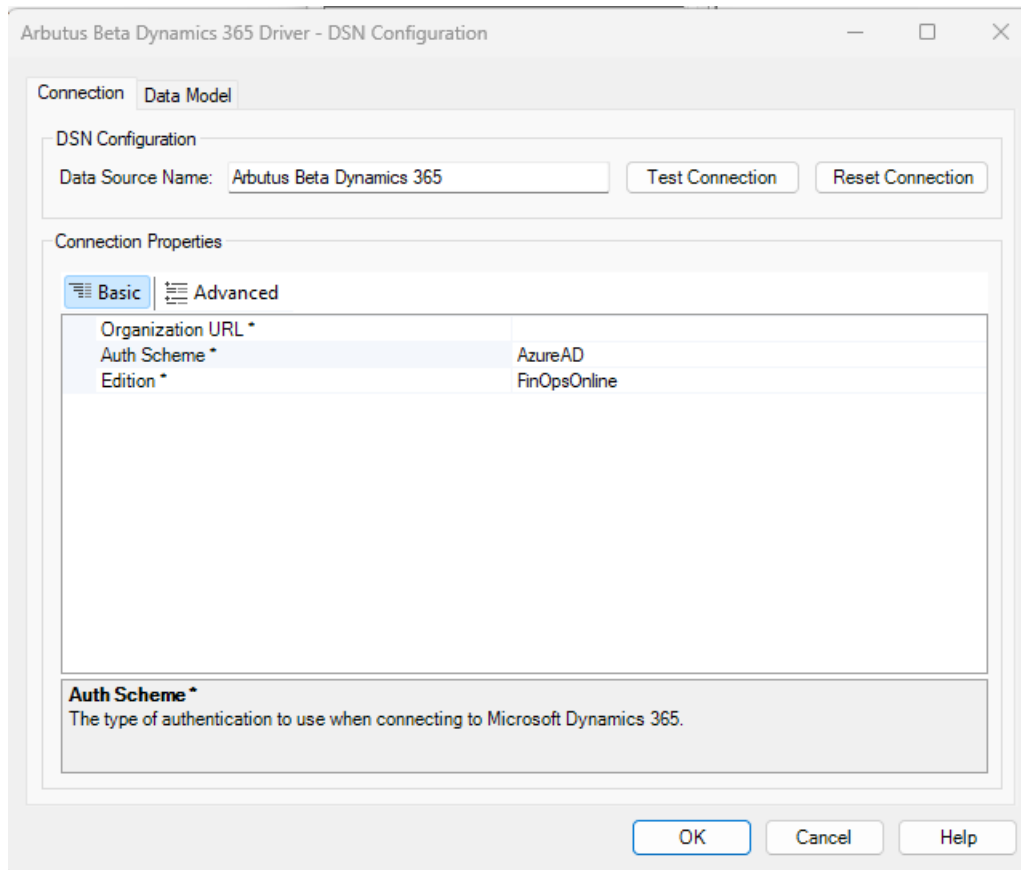 Arbutus Beta Dynamics 365 Driver - DSN Configuration
Connection Data Model
DSN Configuration
Data Source Name: Arbutus Beta Dynamics 365 Test Connection Reset Connection
Connection Properties
Basic Advanced
Organization URL *
Auth Scheme * AzureAD
Edition * FinOpsOnline
Auth Scheme *
The type of authentication to use when connecting to Microsoft Dynamics 365.
OK Cancel Help